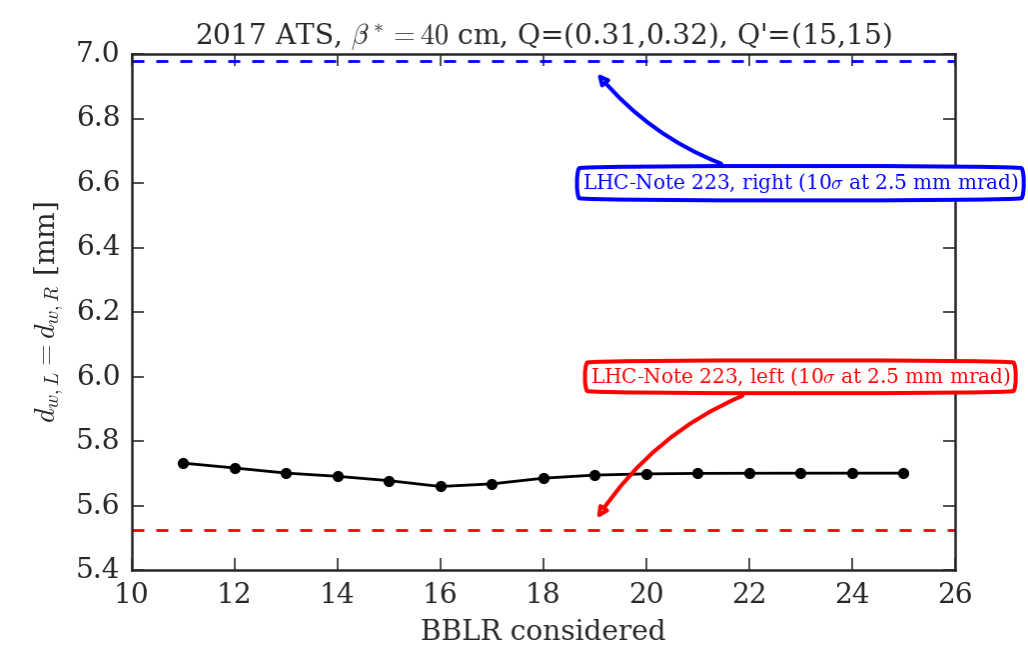 2017 ATS, β* = 40 cm, Q=(0.31,0.32), Q'=(15,15)
7.0
6.8
6.6
6.4
6.2
6.0
5.8
5.6
5.4
d_{w,L} = d_{w,R} [mm]
LHC-Note 223, right (10σ at 2.5 mm mrad)
LHC-Note 223, left (10σ at 2.5 mm mrad)
10 12 14 16 18 20 22 24 26
BBLR considered